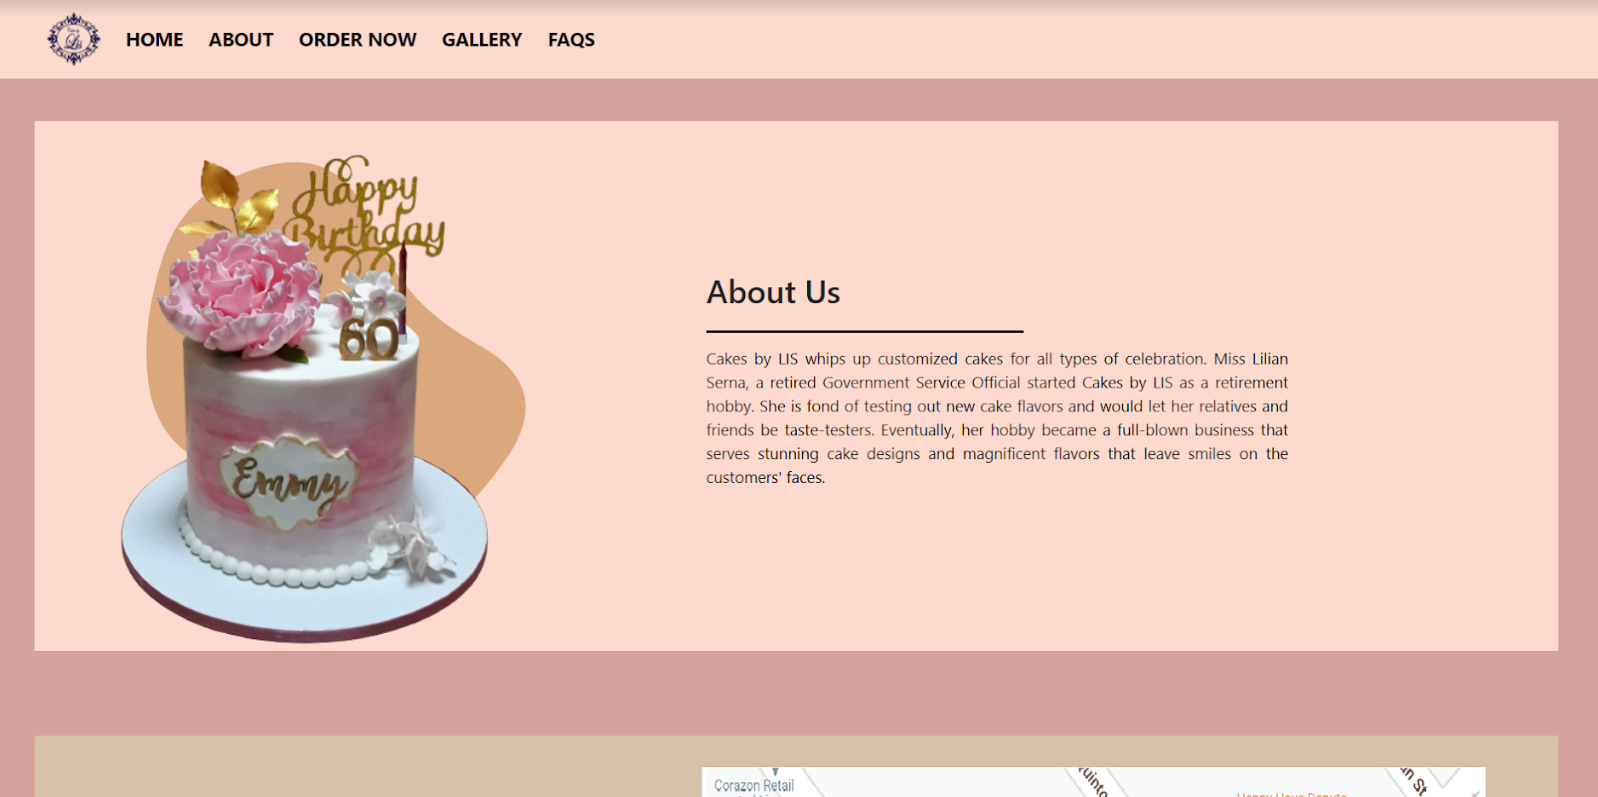 Lis
HOME ABOUT ORDER NOW GALLERY FAQS
Happy
Birthday
60
Emmy
About Us
Cakes by LIS whips up customized cakes for all types of celebration. Miss Lilian
Serna, a retired Government Service Official started Cakes by LIS as a retirement
hobby. She is fond of testing out new cake flavors and would let her relatives and
friends be taste-testers. Eventually, her hobby became a full-blown business that
serves stunning cake designs and magnificent flavors that leave smiles on the
customers' faces.
Corazon Retail